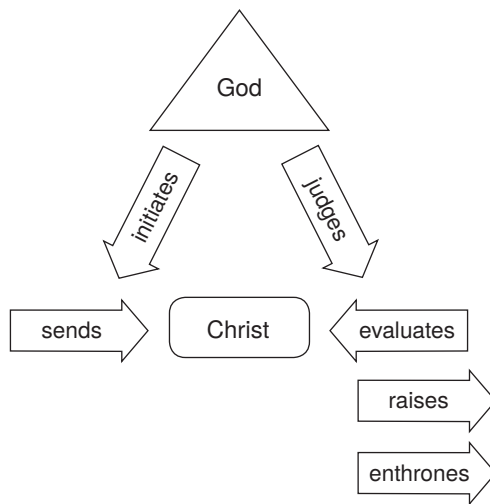 God
initiates
judges
sends
Christ
evaluates
raises
enthrones